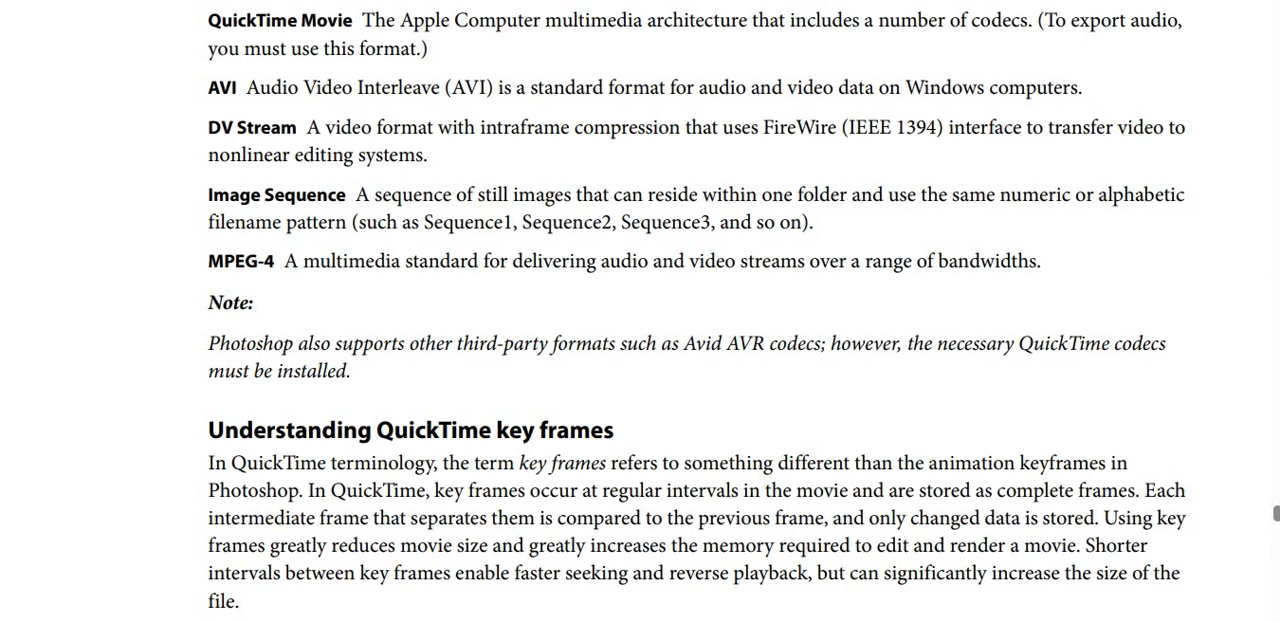 QuickTime Movie The Apple Computer multimedia architecture that includes a number of codecs. (To export audio,
you must use this format.)
AVI Audio Video Interleave (AVI) is a standard format for audio and video data on Windows computers.
DV Stream A video format with intraframe compression that uses FireWire (IEEE 1394) interface to transfer video to
nonlinear editing systems.
Image Sequence A sequence of still images that can reside within one folder and use the same numeric or alphabetic
filename pattern (such as Sequence1, Sequence2, Sequence3, and so on).
MPEG-4 A multimedia standard for delivering audio and video streams over a range of bandwidths.
Note:
Photoshop also supports other third-party formats such as Avid AVR codecs; however, the necessary QuickTime codecs
must be installed.
Understanding QuickTime key frames
In QuickTime terminology, the term key frames refers to something different than the animation keyframes in
Photoshop. In QuickTime, key frames occur at regular intervals in the movie and are stored as complete frames. Each
intermediate frame that separates them is compared to the previous frame, and only changed data is stored. Using key
frames greatly reduces movie size and greatly increases the memory required to edit and render a movie. Shorter
intervals between key frames enable faster seeking and reverse playback, but can significantly increase the size of the
file.